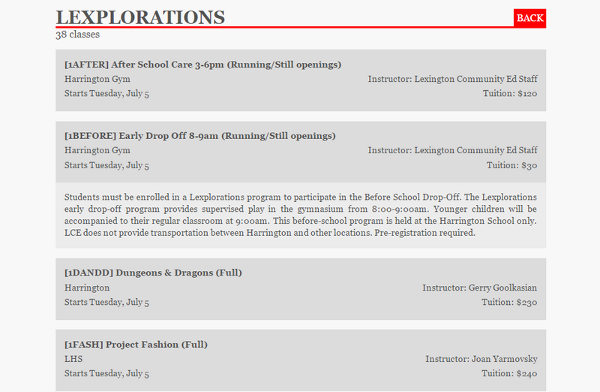 LEXPLORATIONS
BACK
38 classes
[1AFTER] After School Care 3-6pm (Running/Still openings)
Harrington Gym Instructor: Lexington Community Ed Staff
Starts Tuesday, July 5 Tuition: $120
[1BEFORE] Early Drop Off 8-9am (Running/Still openings)
Harrington Gym Instructor: Lexington Community Ed Staff
Starts Tuesday, July 5 Tuition: $30
Students must be enrolled in a Lexplorations program to participate in the Before School Drop-Off. The Lexplorations
early drop-off program provides supervised play in the gymnasium from 8:00-9:00am. Younger children will be
accompanied to their regular classroom at 9:00am. This before-school program is held at the Harrington School only.
LCE does not provide transportation between Harrington and other locations. Pre-registration required.
[1DANDD] Dungeons & Dragons (Full)
Harrington Instructor: Gerry Goolkasian
Starts Tuesday, July 5 Tuition: $230
[1FASH] Project Fashion (Full)
LHS Instructor: Joan Yarmovsky
Starts Tuesday, July 5 Tuition: $240